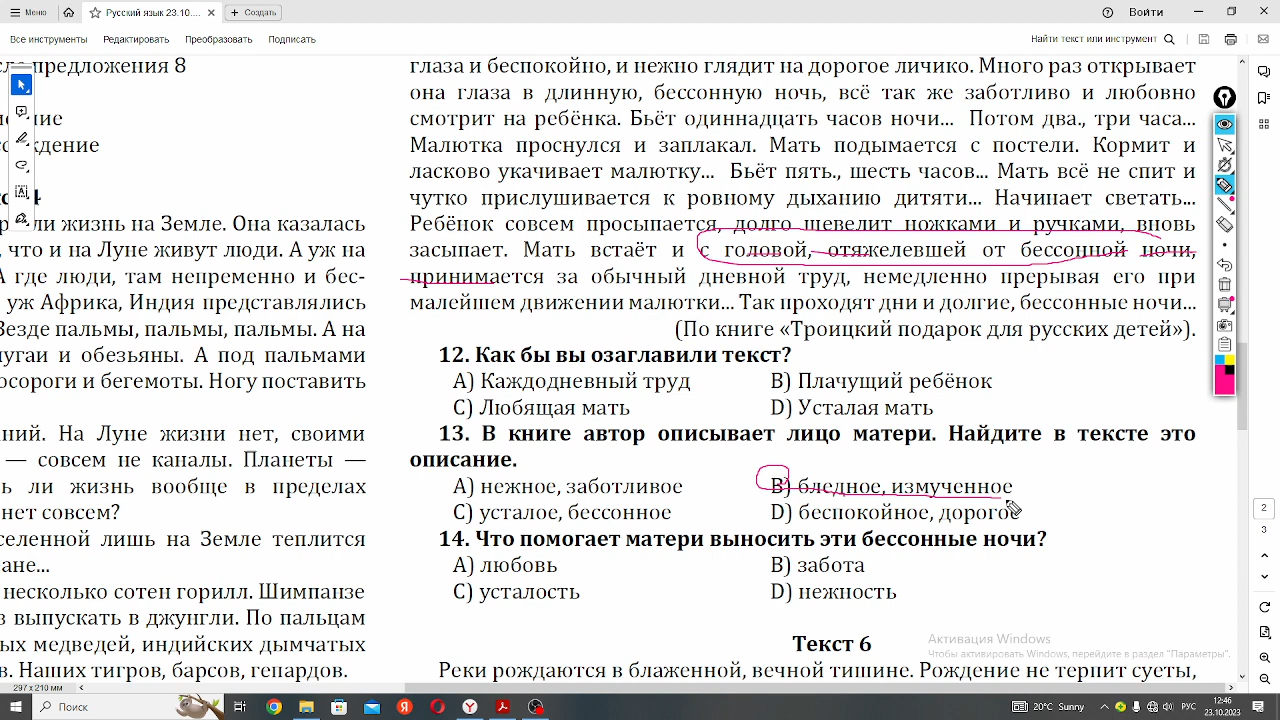 Меню
Русский язык 23.10....
Создать
Войти
Все инструменты
Редактировать
Преобразовать
Подписать
Найти текст или инструмент
предложения 8
ли жизнь на Земле. Она казалась
что и на Луне живут люди. А уж на
А где люди, там непременно и бес-
уж Африка, Индия представлялись
Везде пальмы, пальмы, пальмы. А на
и обезьяны. А под пальмами
осороги и бегемоты. Ногу поставить
ний. На Луне жизни нет, своими
— совсем не каналы. Планеты —
ь ли жизнь вообще в пределах
нет совсем?
селенной лишь на Земле теплится
ане...
несколько сотен горилл. Шимпанзе
з выпускать в джунгли. По пальцам
ых медведей, индийских дымчатых
в. Наших тигров, барсов, гепардов.
глаза и беспокойно, и нежно глядит на дорогое личико. Много раз открывает
она глаза в длинную, бессонную ночь, всё так же заботливо и любовно
смотрит на ребёнка. Бьёт одиннадцать часов ночи... Потом два., три часа...
Малютка проснулся и заплакал. Мать подымается с постели. Кормит и
ласково укачивает малютку... Бьёт пять., шесть часов... Мать всё не спит и
чутко прислушивается к ровному дыханию дитяти... Начинает светать...
Ребёнок совсем просыпается, долго шевелит ножками и ручками, вновь
засыпает. Мать встаёт и с головой, отяжелевшей от бессонной ночи,
принимается за обычный дневной труд, немедленно прерывая его при
малейшем движении малютки... Так проходят дни и долгие, бессонные ночи...
(По книге «Троицкий подарок для русских детей»).
12. Как бы вы озаглавили текст?
A) Каждодневный труд B) Плачущий ребёнок
C) Любящая мать D) Усталая мать
13. В книге автор описывает лицо матери. Найдите в тексте это
описание.
A) нежное, заботливое B) бледное, измученное
C) усталое, бессонное D) беспокойное, дорогое
14. Что помогает матери выносить эти бессонные ночи?
A) любовь B) забота
C) усталость D) нежность
Текст 6
Реки рождаются в блаженной, вечной тишине. Рождение не терпит сусты,
Активация Windows
Чтобы активировать Windows, перейдите в раздел "Параметры".
2
3
297 x 210 мм
Поиск
20°C Sunny
РУС
12:46
23.10.2023